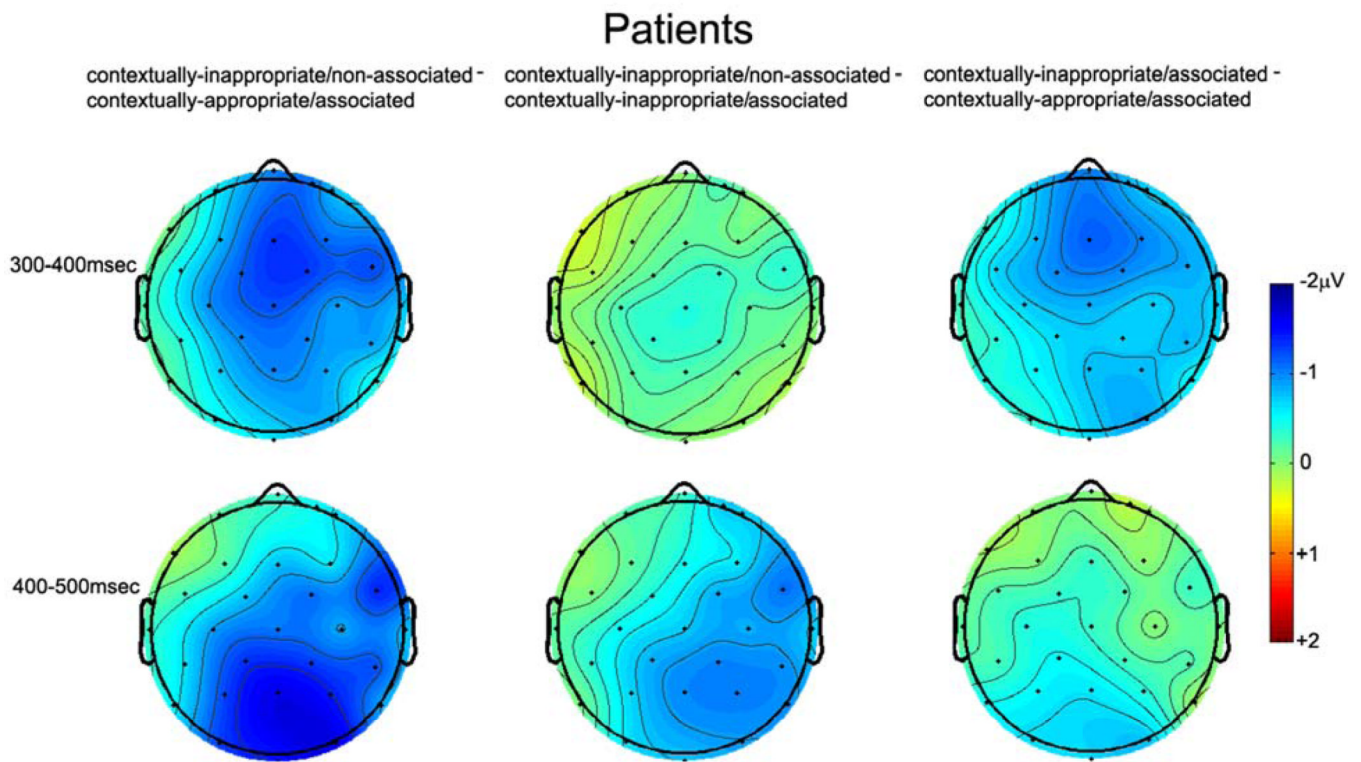 Patients
contextually-inappropriate/non-associated -
contextually-appropriate/associated
contextually-inappropriate/non-associated -
contextually-inappropriate/associated
contextually-inappropriate/associated -
contextually-appropriate/associated
300-400msec
400-500msec
-2μV
-1
0
+1
+2